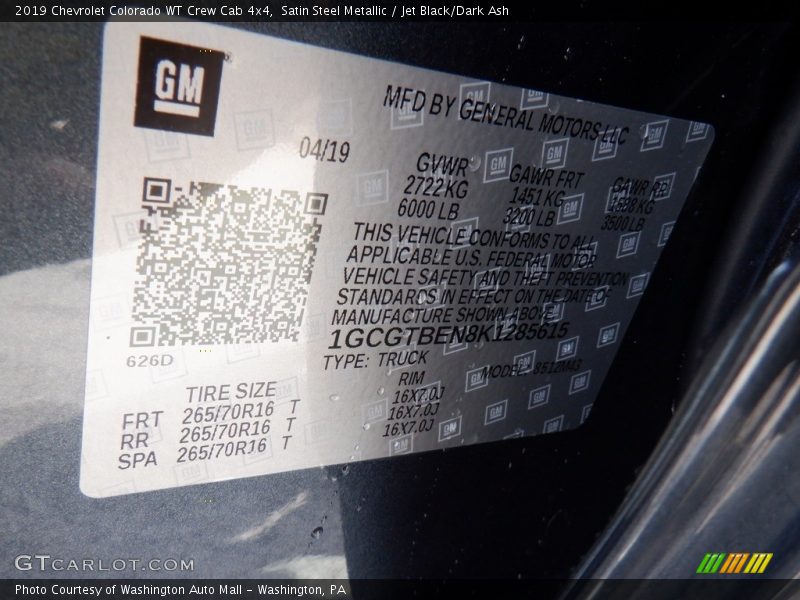 2019 Chevrolet Colorado WT Crew Cab 4x4, Satin Steel Metallic / Jet Black/Dark Ash
GM
MFD BY GENERAL MOTORS LLC
04/19
GVWR GAWR FRT GAWR RR
2722KG 1451 KG 1588 KG
6000 LB 3200 LB 3500 LB
THIS VEHICLE CONFORMS TO ALL
APPLICABLE U.S. FEDERAL MOTOR
VEHICLE SAFETY AND THEFT PREVENTION
STANDARDS IN EFFECT ON THE DATE OF
MANUFACTURE SHOWN ABOVE
1GCGTBEN8K1285615
626D
TYPE: TRUCK MODEL:
TIRE SIZE RIM
FRT 265/70R16 T 16X7.0J
RR 265/70R16 T 16X7.0J
SPA 265/70R16 T 16X7.0J
GTCARLOT.COM
Photo Courtesy of Washington Auto Mall - Washington, PA